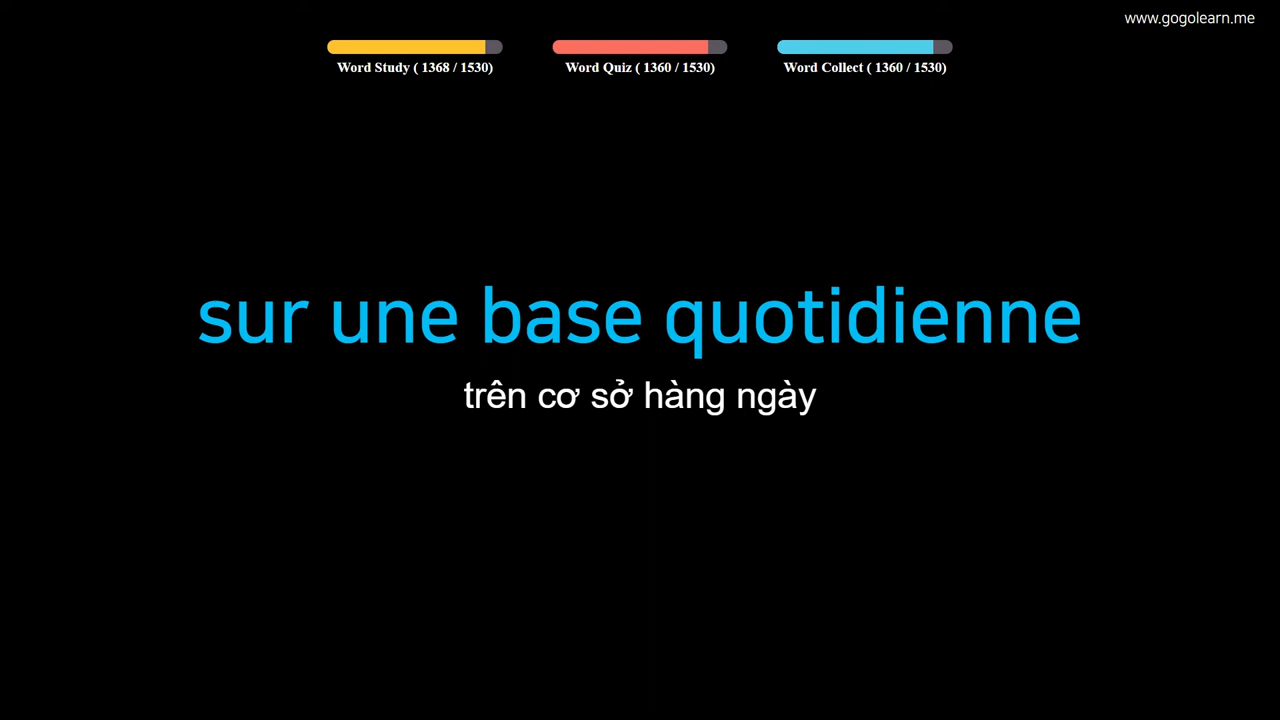 www.gogolearn.me
Word Study ( 1368 / 1530)
Word Quiz ( 1360 / 1530)
Word Collect ( 1360 / 1530)
sur une base quotidienne
trên cơ sở hàng ngày